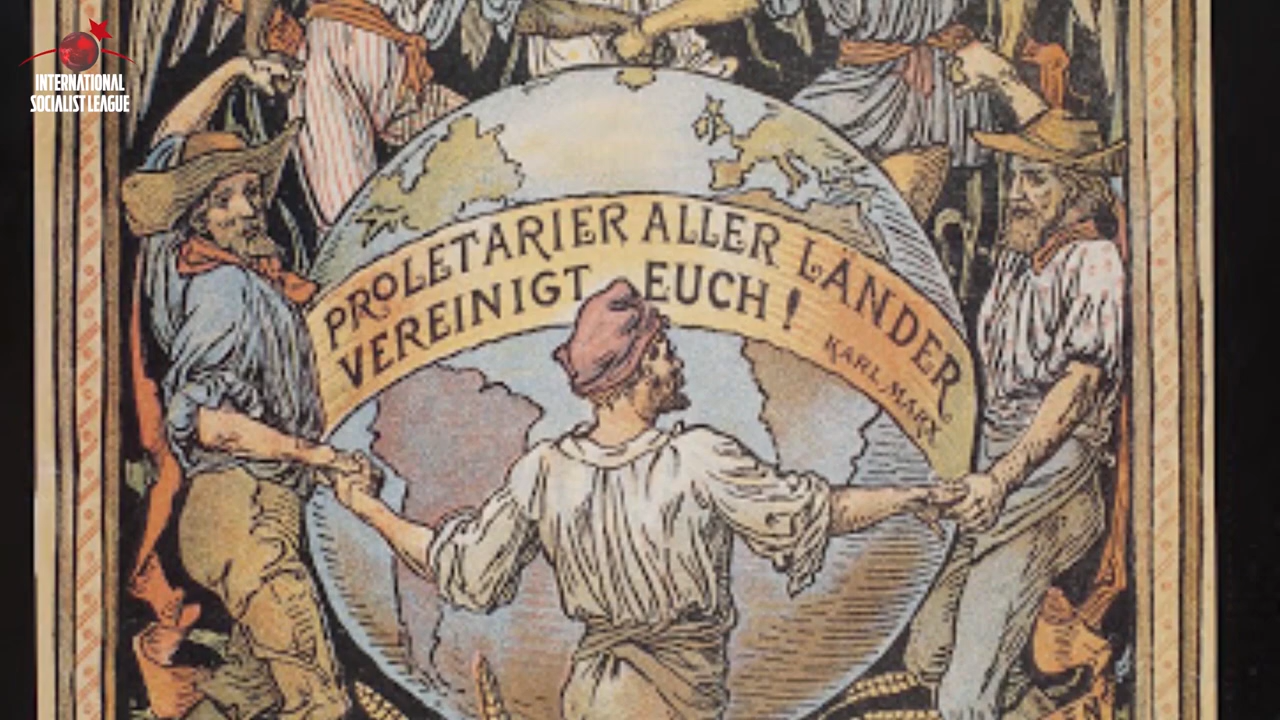 INTERNATIONAL
SOCIALIST LEAGUE
PROLETARIER ALLER LÄNDER
VEREINIGT EUCH!
KARL MARX